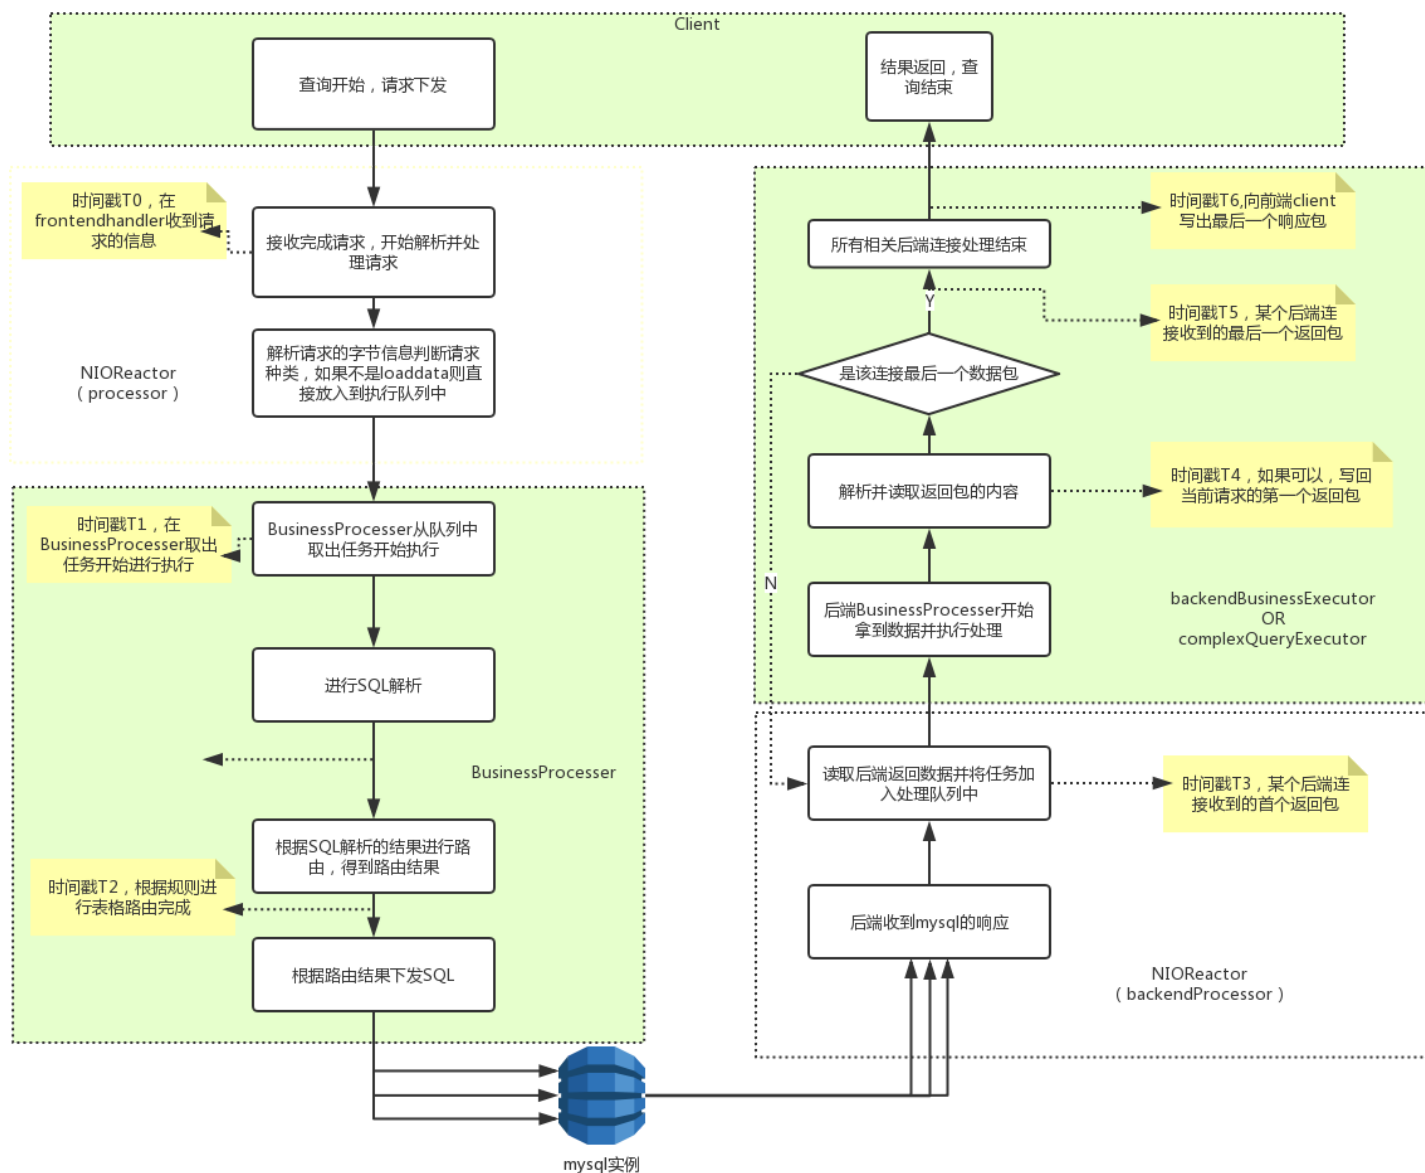 Client
查询开始，请求下发
结果返回，查
询结束
时间戳T0，在
frontendhandler收到请
求的信息
接收完成请求，开始解析并处
理请求
解析请求的字节信息判断请求
种类，如果不是loaddata则直
接放入到执行队列中
NIOReactor
（processor）
时间戳T1，在
BusinessProcesser取出
任务开始进行执行
BusinessProcesser从队列中
取出任务开始执行
进行SQL解析
BusinessProcesser
根据SQL解析的结果进行路
由，得到路由结果
时间戳T2，根据规则进
行表格路由完成
根据路由结果下发SQL
mysql实例
时间戳T6,向前端client
写出最后一个响应包
所有相关后端连接处理结束
时间戳T5，某个后端连
接收到的最后一个返回包
Y
是该连接最后一个数据包
解析并读取返回包的内容
时间戳T4，如果可以，写回
当前请求的第一个返回包
N
后端BusinessProcesser开始
拿到数据并执行处理
backendBusinessExecutor
OR
complexQueryExecutor
读取后端返回数据并将任务加
入处理队列中
时间戳T3，某个后端连
接收到的首个返回包
后端收到mysql的响应
NIOReactor
（backendProcessor）